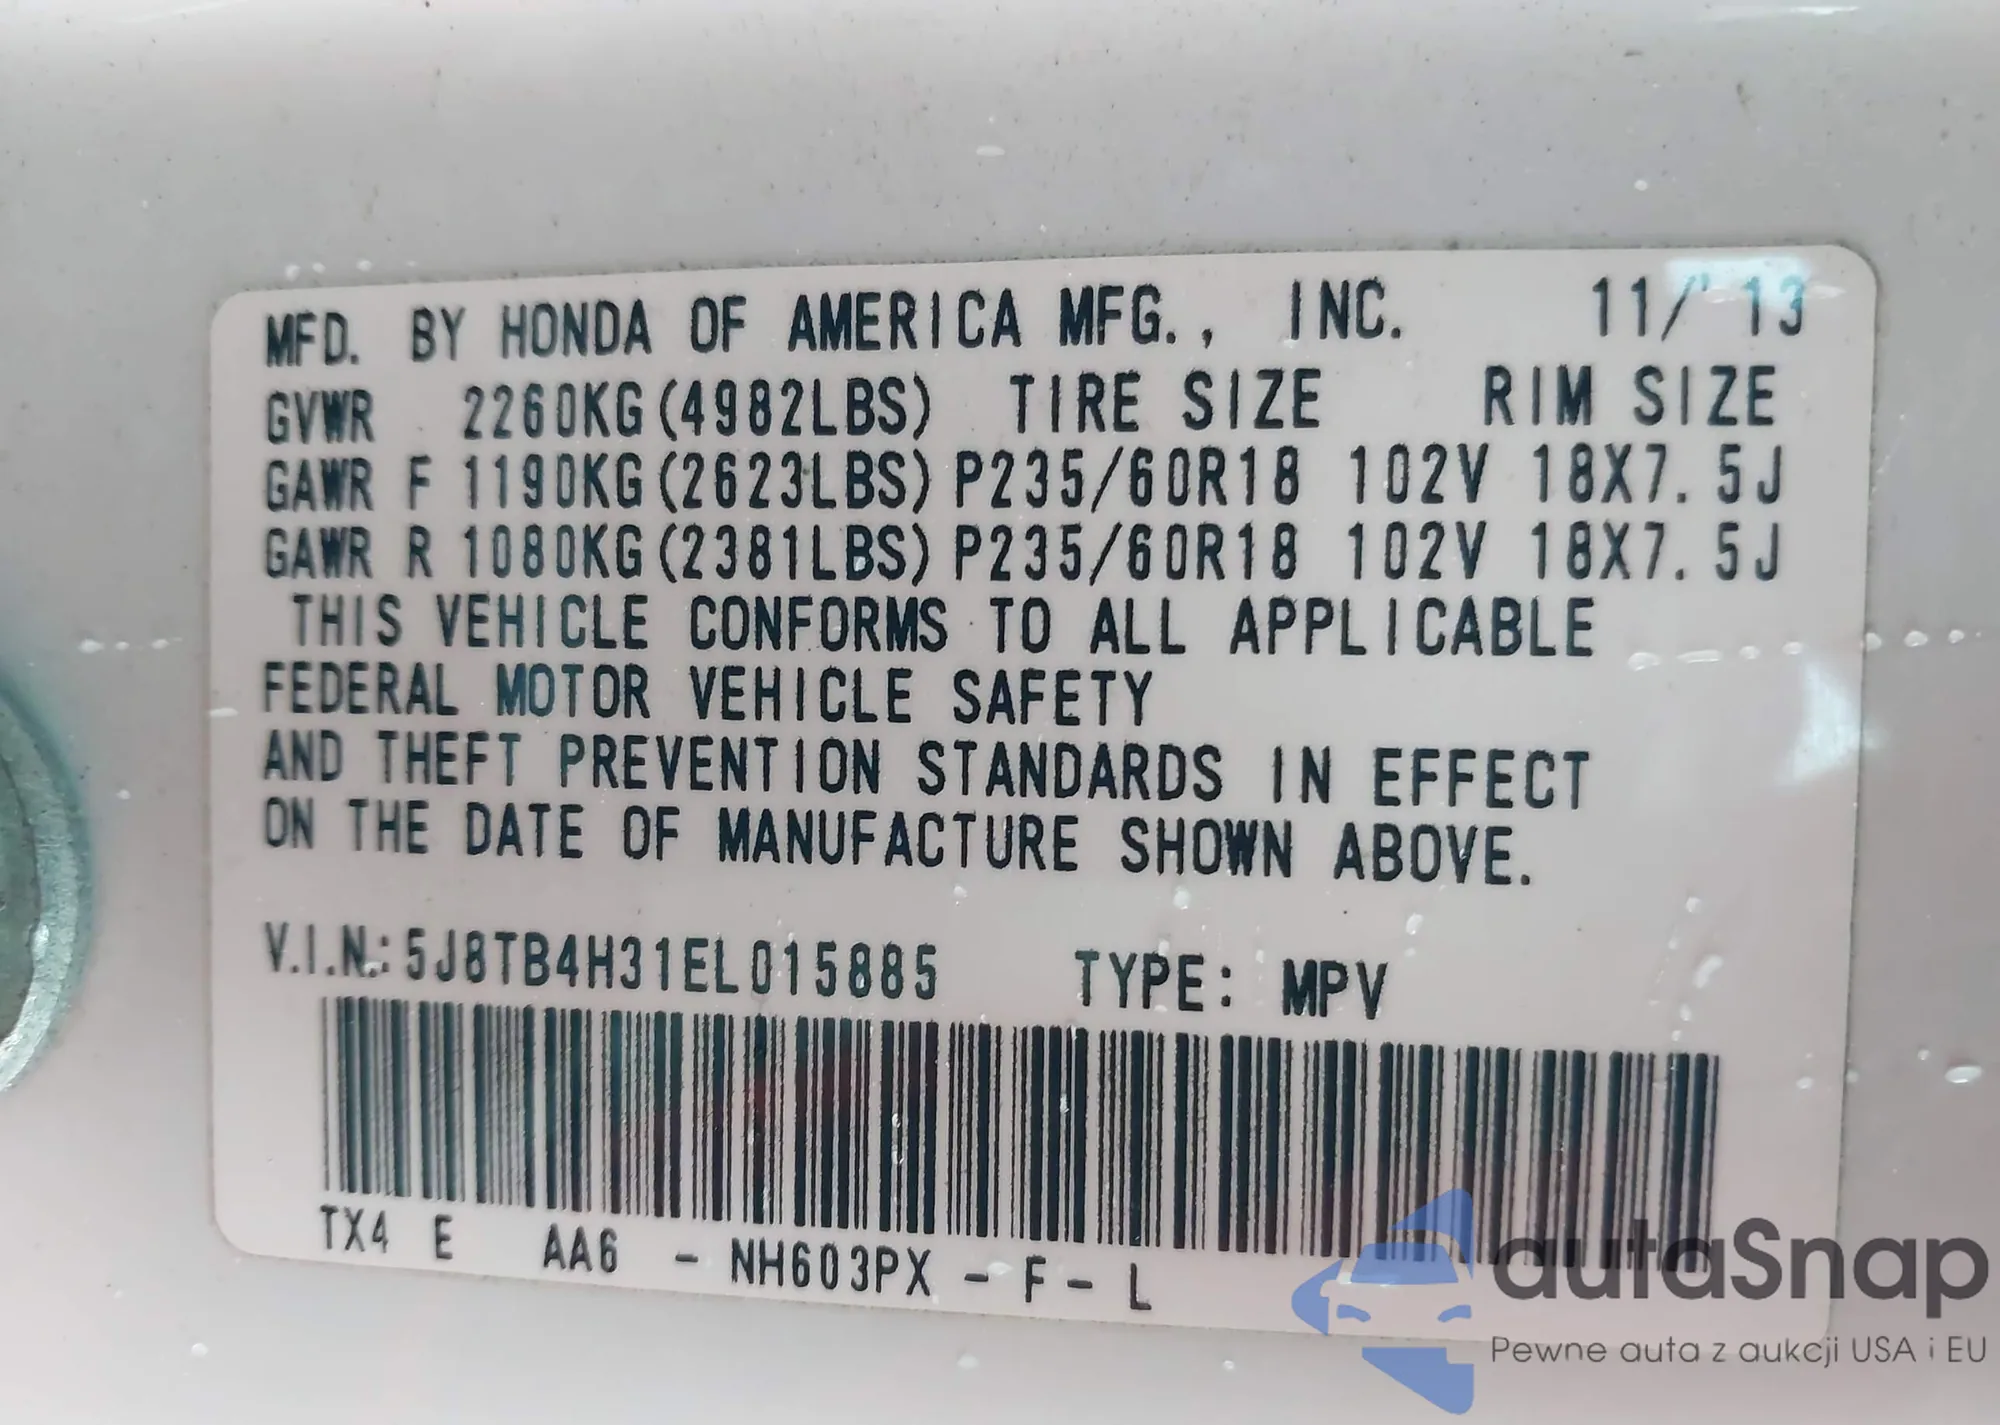 MFD. BY HONDA OF AMERICA MFG., INC. 11/'13
GVWR 2260KG(4982LBS) TIRE SIZE RIM SIZE
GAWR F 1190KG(2623LBS) P235/60R18 102V 18X7.5J
GAWR R 1080KG(2381LBS) P235/60R18 102V 18X7.5J
THIS VEHICLE CONFORMS TO ALL APPLICABLE
FEDERAL MOTOR VEHICLE SAFETY
AND THEFT PREVENTION STANDARDS IN EFFECT
ON THE DATE OF MANUFACTURE SHOWN ABOVE.
V.I.N.: 5J8TB4H31EL015885 TYPE: MPV
TX4 E AA6 - NH603PX - F - L
autaSnap
Pewne auta z aukcji USA i EU